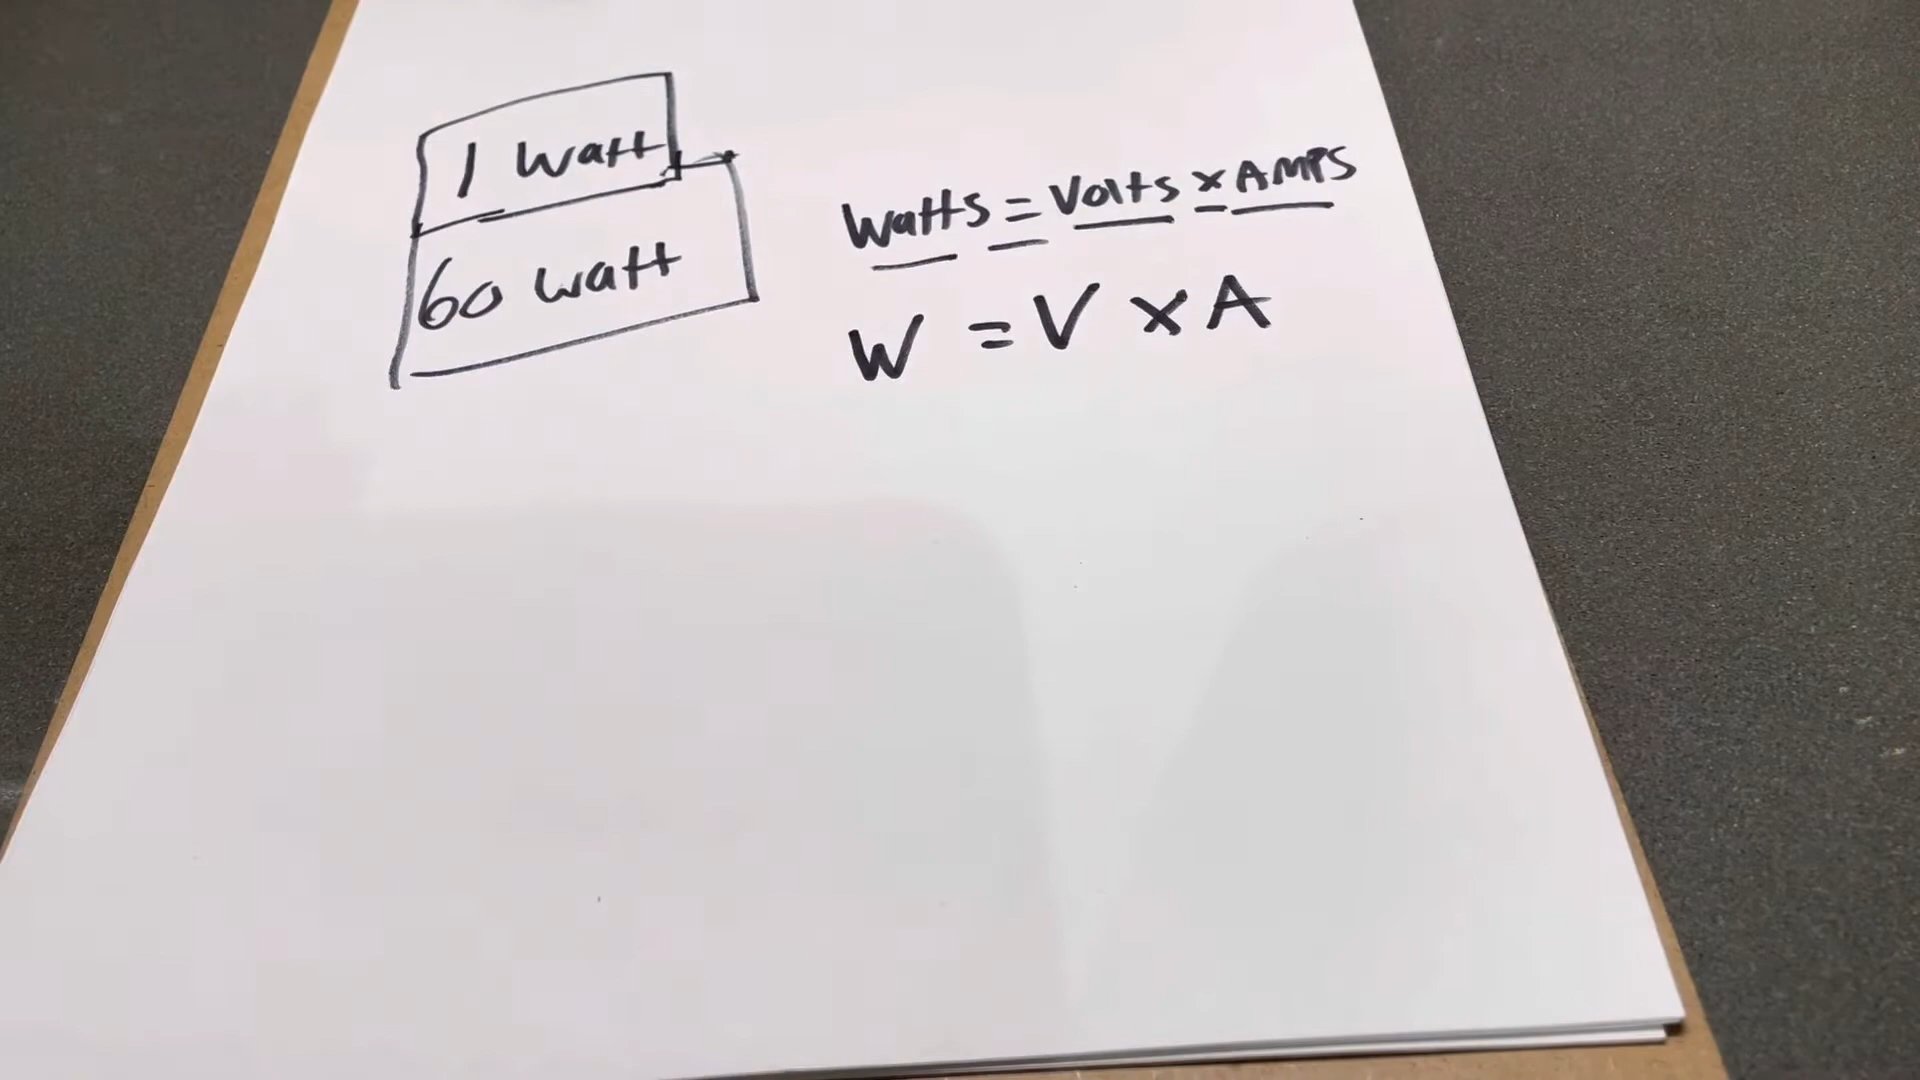 1 Watt
60 watt
Watts = Volts x AMPS
W = V x A